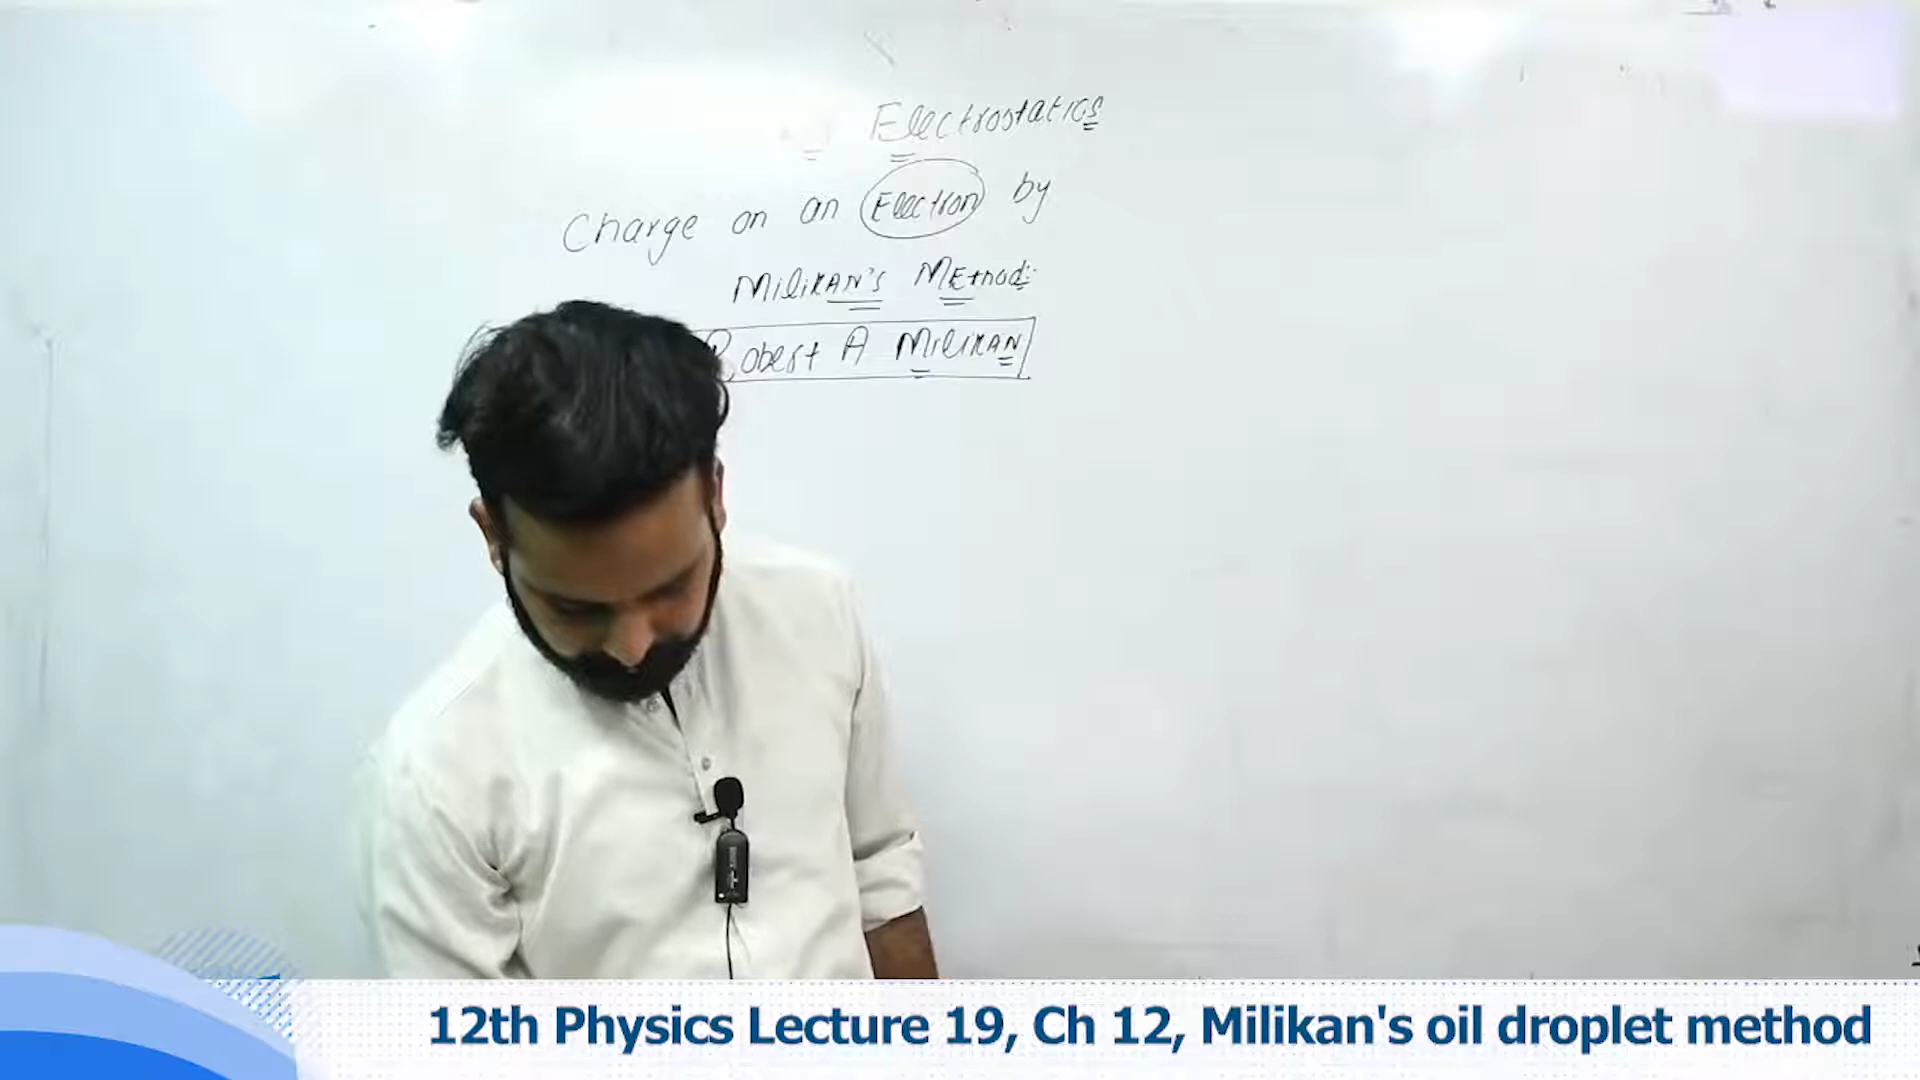 Electrostatics
Charge on an Electron by
MilikAN's MEthod:
Robert A MilikAN
12th Physics Lecture 19, Ch 12, Milikan's oil droplet method